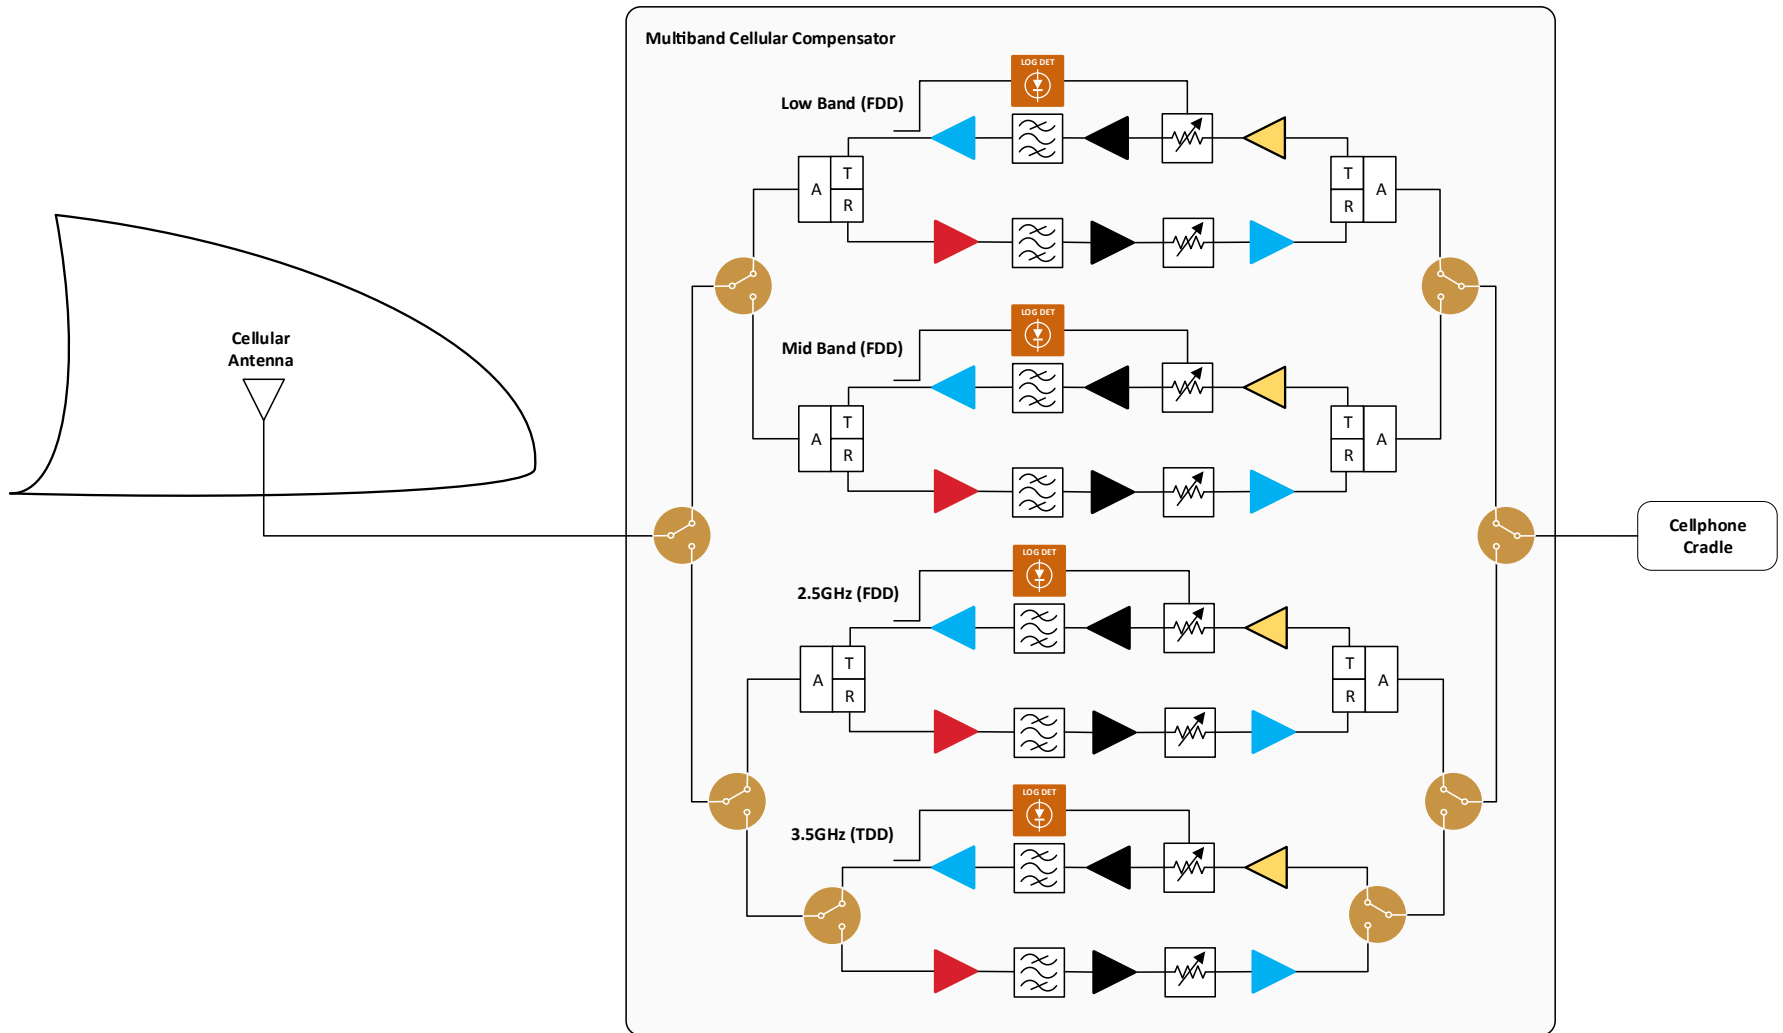 Multiband Cellular Compensator
LOG DET
Low Band (FDD)
T
A
R
T
A
R
LOG DET
Mid Band (FDD)
T
A
R
T
A
R
Cellular
Antenna
Cellphone
Cradle
LOG DET
2.5GHz (FDD)
T
A
R
T
A
R
LOG DET
3.5GHz (TDD)